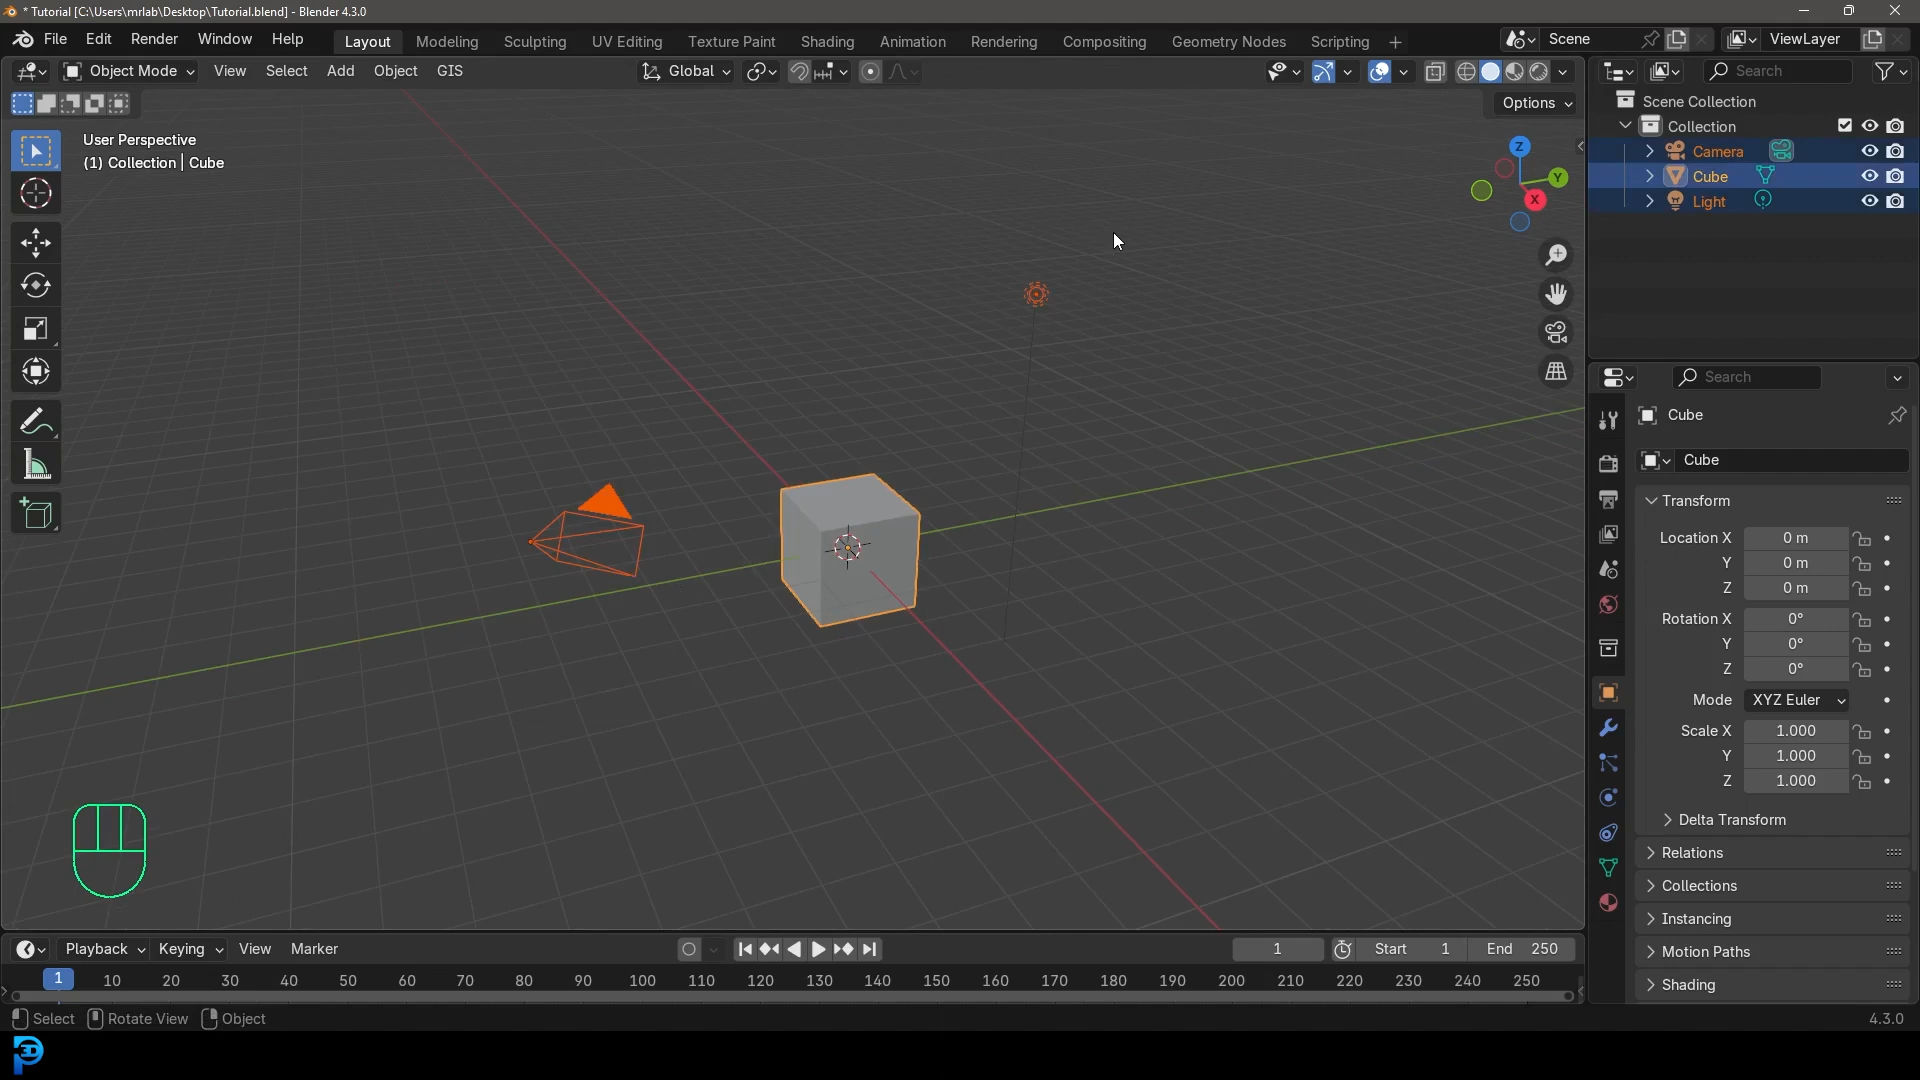 * Tutorial [C:\Users\mrlab\Desktop\Tutorial.blend] - Blender 4.3.0
File Edit Render Window Help Layout Modeling Sculpting UV Editing Texture Paint Shading Animation Rendering Compositing Geometry Nodes Scripting + Scene ViewLayer
Object Mode View Select Add Object GIS Global Search
Options
Scene Collection
User Perspective
(1) Collection | Cube
Collection
Camera
Cube
Light
Z
Y
X
Search
Cube
Cube
Transform
Location X 0 m
Y 0 m
Z 0 m
Rotation X 0°
Y 0°
Z 0°
Mode XYZ Euler
Scale X 1.000
Y 1.000
Z 1.000
Delta Transform
Relations
Collections
Instancing
Motion Paths
Shading
Playback Keying View Marker 1 Start 1 End 250
1 10 20 30 40 50 60 70 80 90 100 110 120 130 140 150 160 170 180 190 200 210 220 230 240 250
Select Rotate View Object 4.3.0